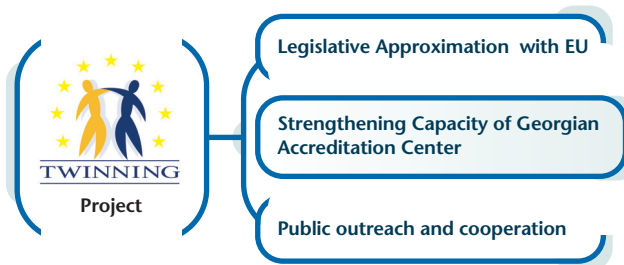 TWINNING
Project
Legislative Approximation with EU
Strengthening Capacity of Georgian
Accreditation Center
Public outreach and cooperation